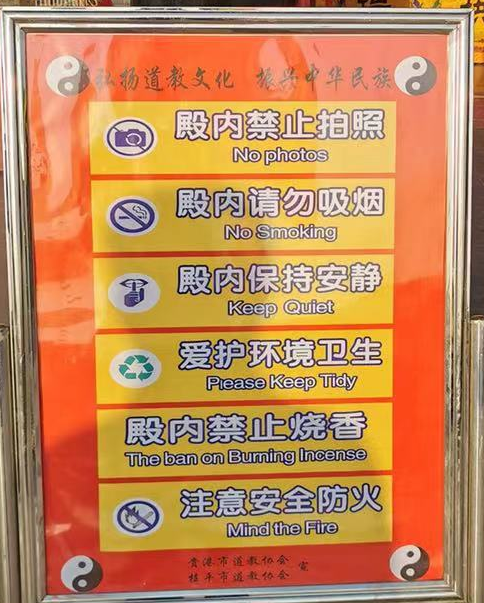 弘扬道教文化 振兴中华民族
殿内禁止拍照
No photos
殿内请勿吸烟
No Smoking
殿内保持安静
Keep Quiet
爱护环境卫生
Please Keep Tidy
殿内禁止烧香
The ban on Burning Incense
注意安全防火
Mind the Fire
贵港市道教协会
桂平市道教协会 宣